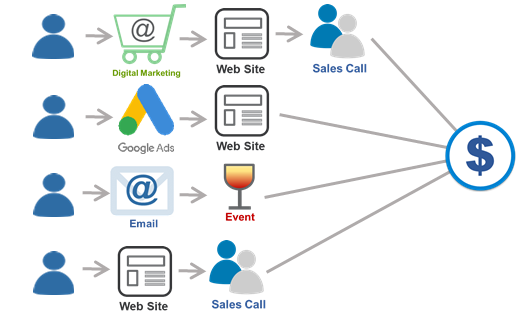 @
Digital Marketing
Web Site
Sales Call
Google Ads
Web Site
$
@
Email
Event
Web Site
Sales Call